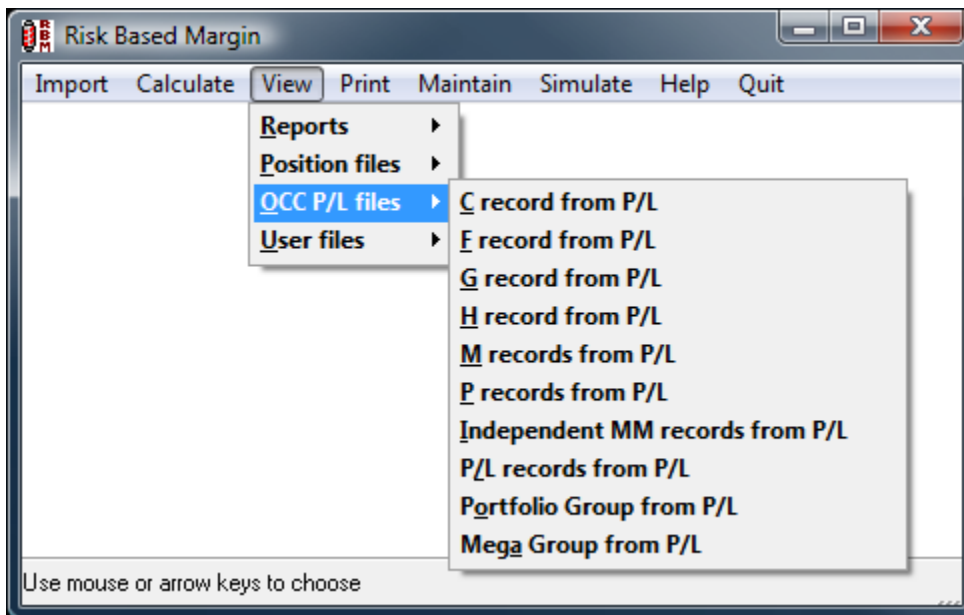 RBM Risk Based Margin
Import Calculate View Print Maintain Simulate Help Quit
Reports
Position files
OCC P/L files
User files
C record from P/L
F record from P/L
G record from P/L
H record from P/L
M records from P/L
P records from P/L
Independent MM records from P/L
P/L records from P/L
Portfolio Group from P/L
Mega Group from P/L
Use mouse or arrow keys to choose